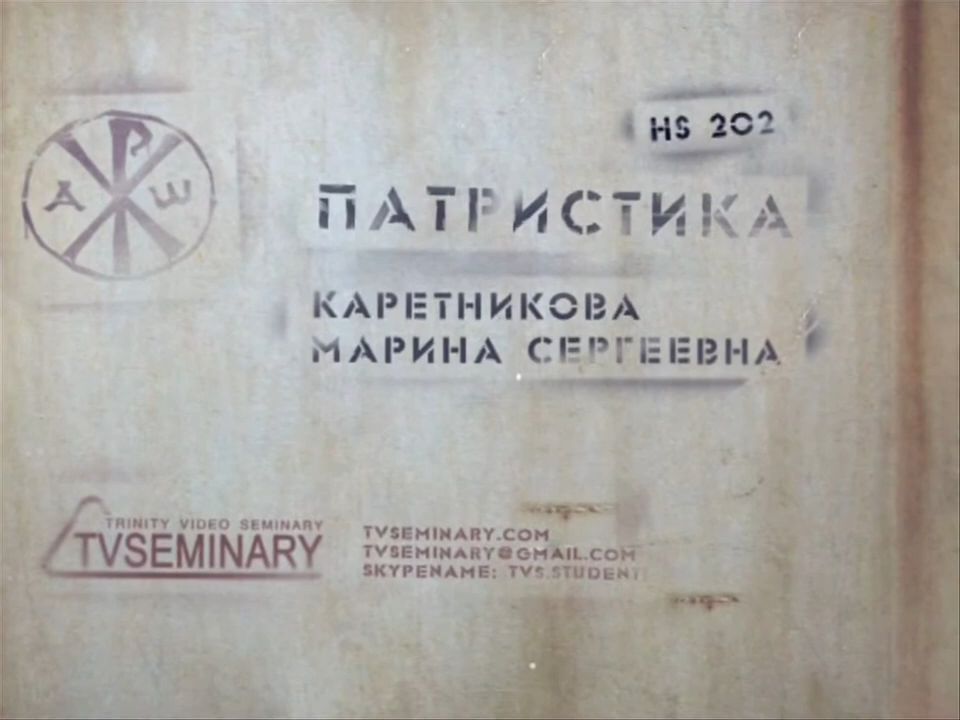 HS 202
ПАТРИСТИКА
КАРЕТНИКОВА
МАРИНА СЕРГЕЕВНА
TRINITY VIDEO SEMINARY
TVSEMINARY
TVSEMINARY.COM
TVSEMINARY@GMAIL.COM
SKYPENAME: TVS.STUDENT